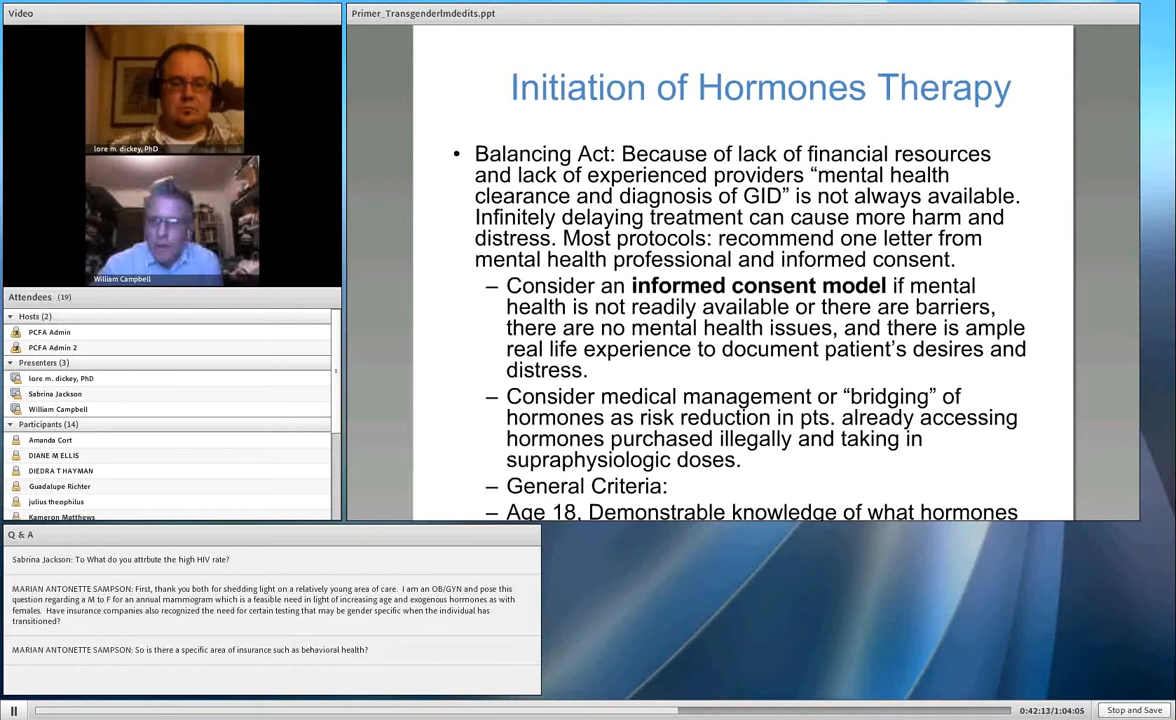 Video
lore m. dickey, PhD
William Campbell
Attendees (19)
Hosts (2)
PCFA Admin
PCFA Admin 2
Presenters (3)
lore m. dickey, PhD
Sabrina Jackson
William Campbell
Participants (14)
Amanda Cort
DIANE M ELLIS
DIEDRA T HAYMAN
Guadalupe Richter
julius theophilus
Kameron Matthews
Primer_Transgenderlmdedits.ppt
Initiation of Hormones Therapy
• Balancing Act: Because of lack of financial resources
and lack of experienced providers “mental health
clearance and diagnosis of GID” is not always available.
Infinitely delaying treatment can cause more harm and
distress. Most protocols: recommend one letter from
mental health professional and informed consent.
– Consider an informed consent model if mental
health is not readily available or there are barriers,
there are no mental health issues, and there is ample
real life experience to document patient’s desires and
distress.
– Consider medical management or “bridging” of
hormones as risk reduction in pts. already accessing
hormones purchased illegally and taking in
supraphysiologic doses.
– General Criteria:
– Age 18, Demonstrable knowledge of what hormones
Q & A
Sabrina Jackson: To What do you attrbute the high HIV rate?
MARIAN ANTONETTE SAMPSON: First, thank you both for shedding light on a relatively young area of care. I am an OB/GYN and pose this
question regarding a M to F for an annual mammogram which is a feasible need in light of increasing age and exogenous hormones as with
females. Have insurance companies also recognized the need for certain testing that may be gender specific when the individual has
transitioned?
MARIAN ANTONETTE SAMPSON: So is there a specific area of insurance such as behavioral health?
0:42:13/1:04:05
Stop and Save